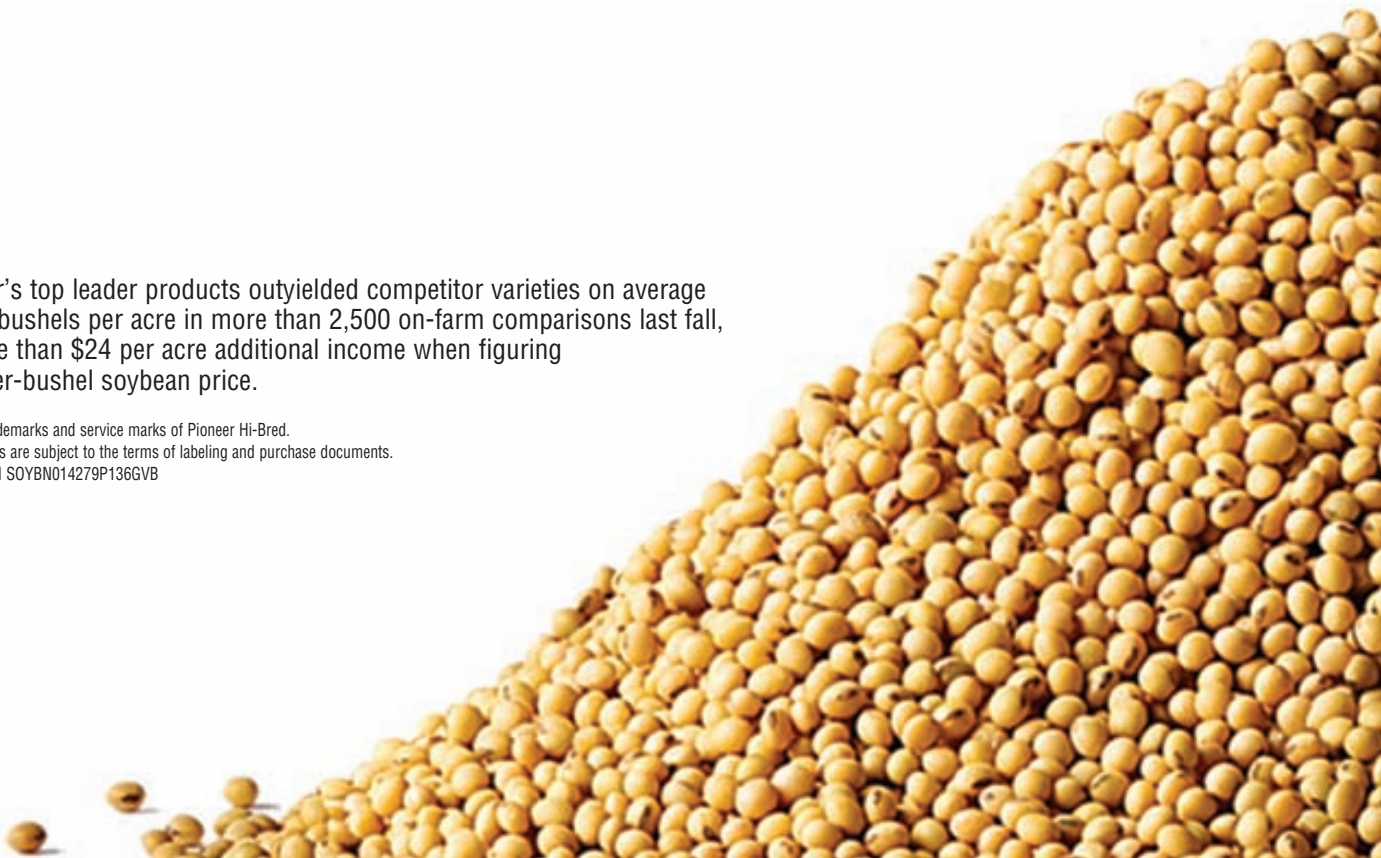 r's top leader products outyielded competitor varieties on average
bushels per acre in more than 2,500 on-farm comparisons last fall,
e than $24 per acre additional income when figuring
er-bushel soybean price.
demarks and service marks of Pioneer Hi-Bred.
s are subject to the terms of labeling and purchase documents.
SOYBN014279P136GVB